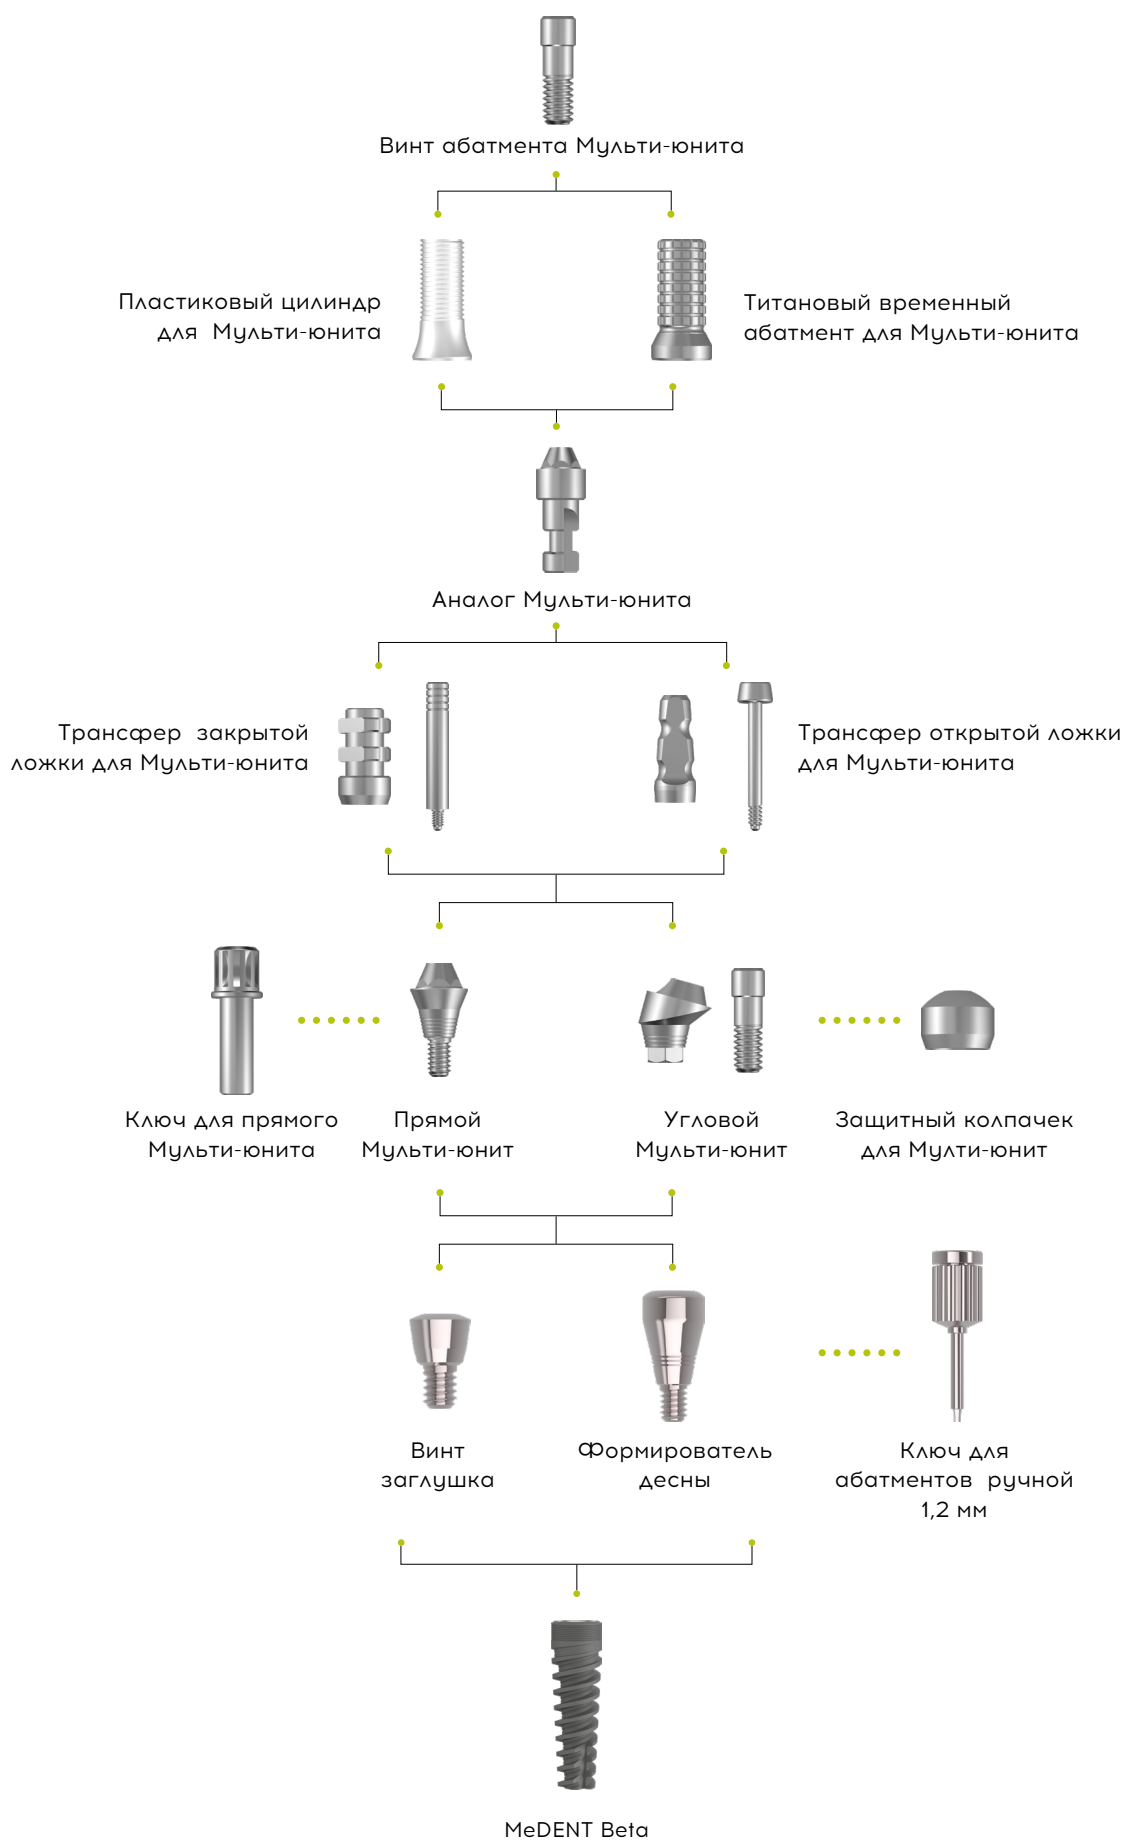 Винт абатмента Мульти-юнита
Пластиковый цилиндр
для Мульти-юнита
Титановый временный
абатмент для Мульти-юнита
Аналог Мульти-юнита
Трансфер закрытой
ложки для Мульти-юнита
Трансфер открытой ложки
для Мульти-юнита
Ключ для прямого
Мульти-юнита
Прямой
Мульти-юнит
Угловой
Мульти-юнит
Защитный колпачек
для Мулти-юнит
Винт
заглушка
Формирователь
десны
Ключ для
абатментов ручной
1,2 мм
MeDENT Beta